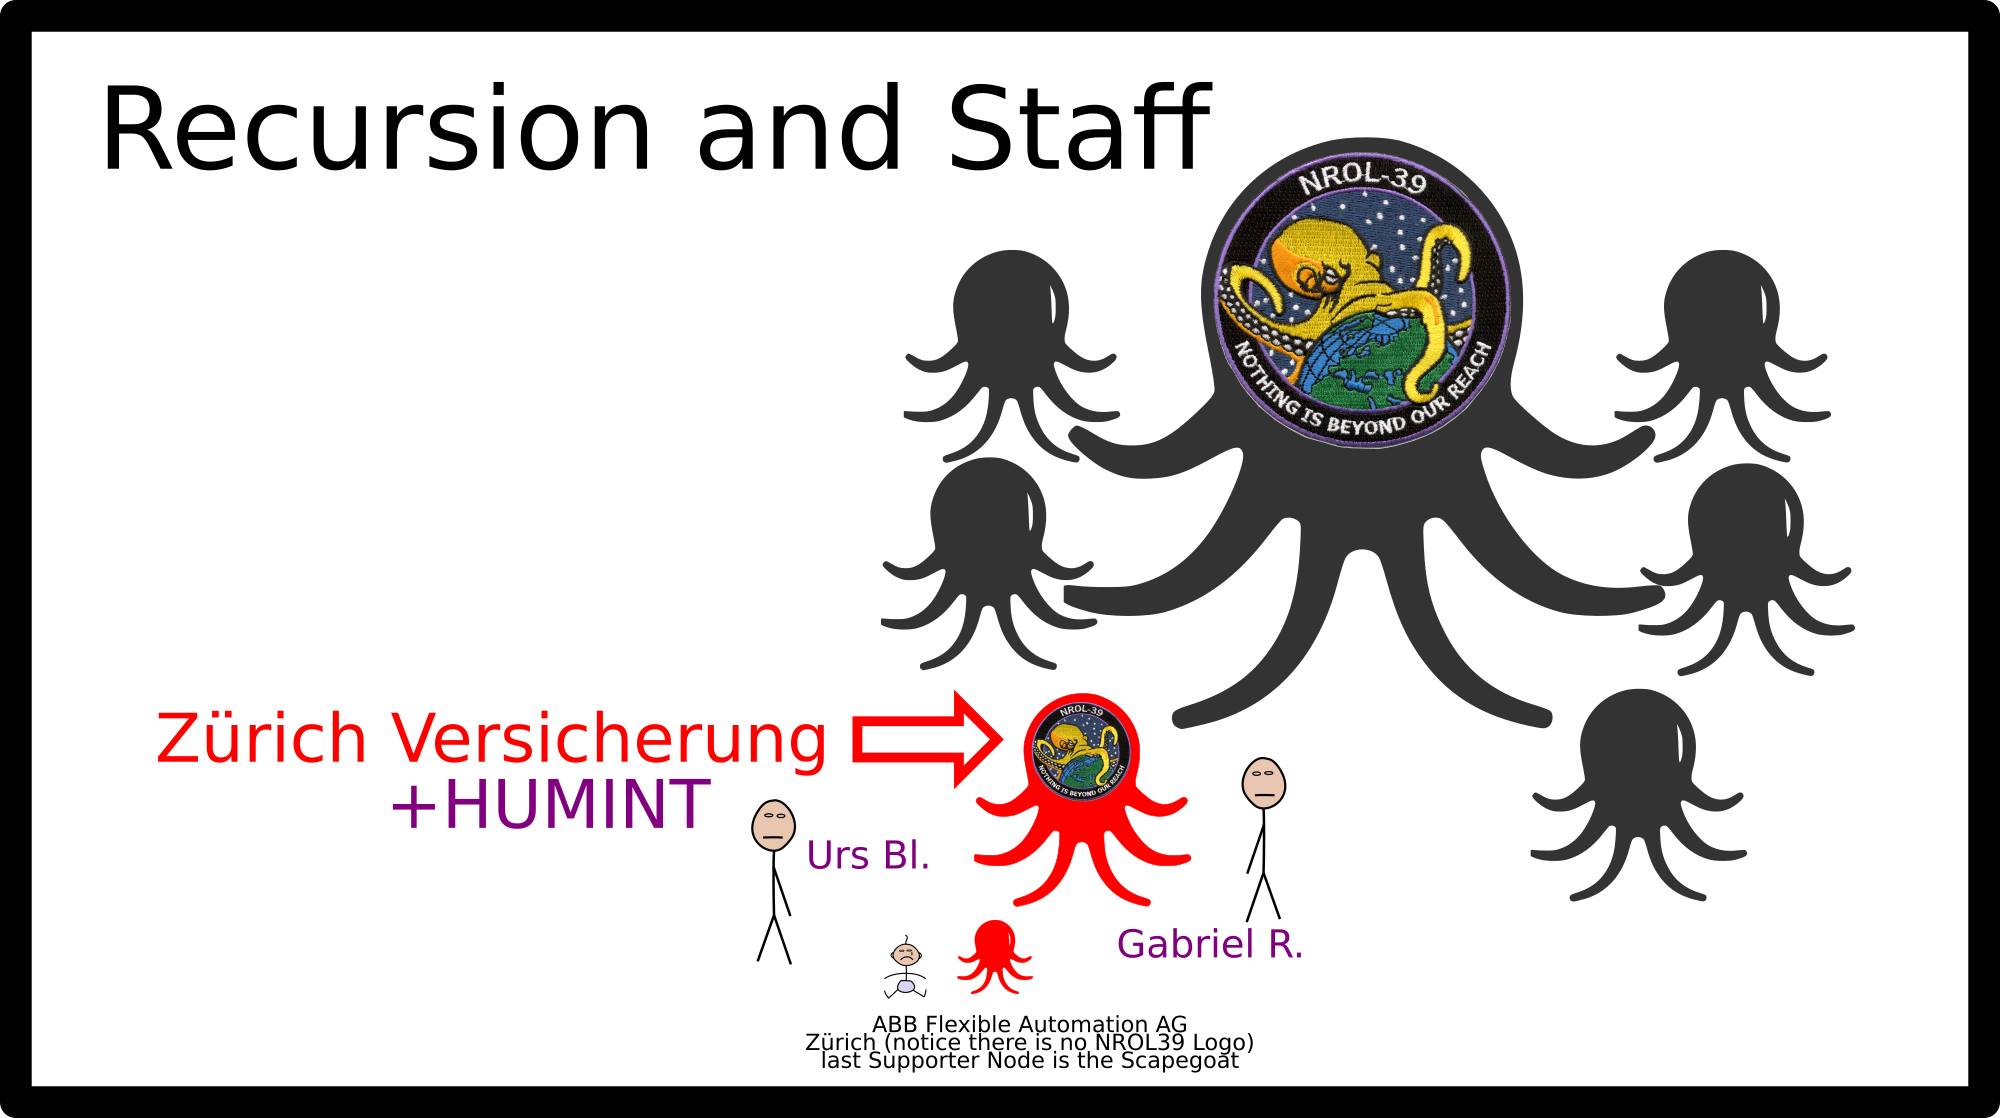 Recursion and Staff
NROL-39
NOTHING IS BEYOND OUR REACH
Zürich Versicherung
+HUMINT
NROL-39
NOTHING IS BEYOND OUR REACH
Urs Bl.
Gabriel R.
ABB Flexible Automation AG
Zürich (notice there is no NROL39 Logo)
last Supporter Node is the Scapegoat